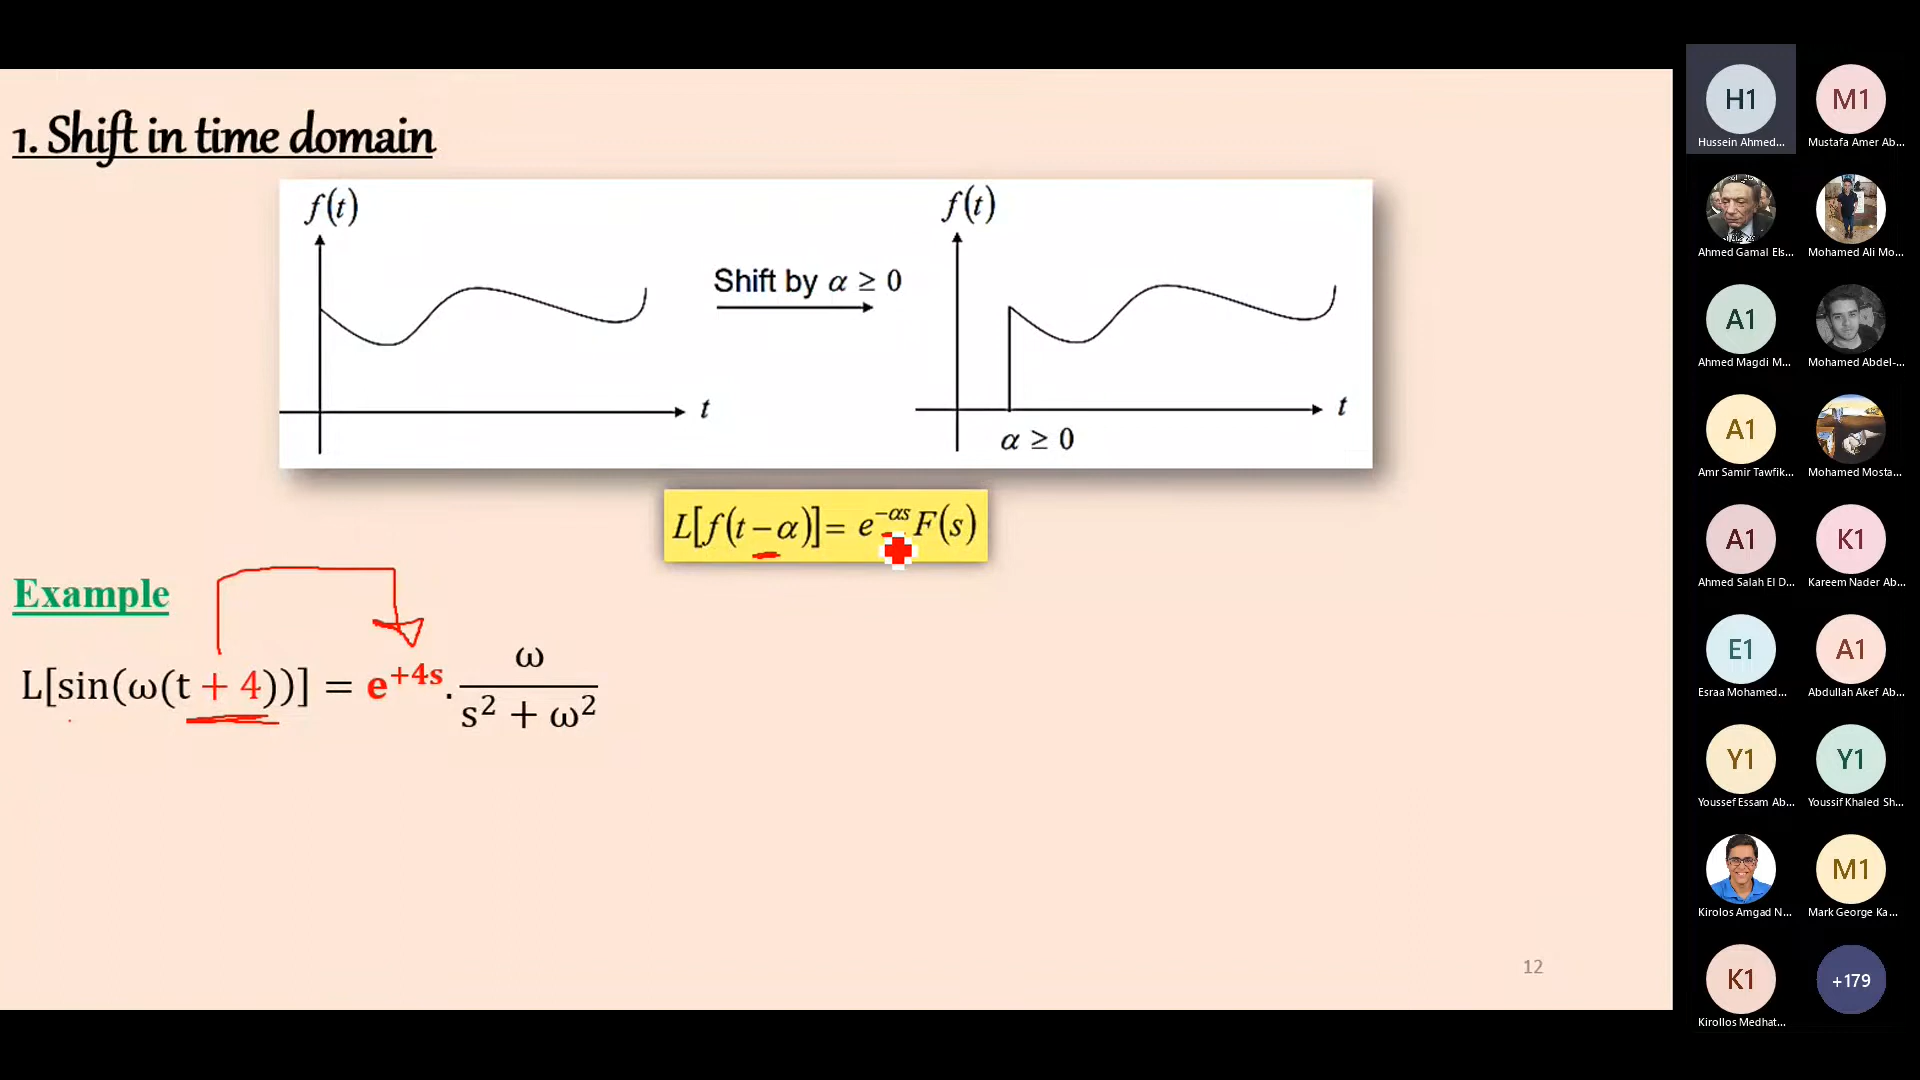 1. Shift in time domain
f(t)
t
Shift by α ≥ 0
f(t)
t
α ≥ 0
L[f(t−α)]= e^{−αs}F(s)
Example
L[sin(ω(t + 4))] = e^{+4s}. ω / (s² + ω²)
12
H1
Hussein Ahmed...
M1
Mustafa Amer Ab...
Ahmed Gamal Els...
Mohamed Ali Mo...
A1
Ahmed Magdi M...
Mohamed Abdel-...
A1
Amr Samir Tawfik...
Mohamed Mosta...
A1
Ahmed Salah El D...
K1
Kareem Nader Ab...
E1
Esraa Mohamed...
A1
Abdullah Akef Ab...
Y1
Youssef Essam Ab...
Y1
Youssif Khaled Sh...
Kirolos Amgad N...
M1
Mark George Ka...
K1
Kirollos Medhat...
+179